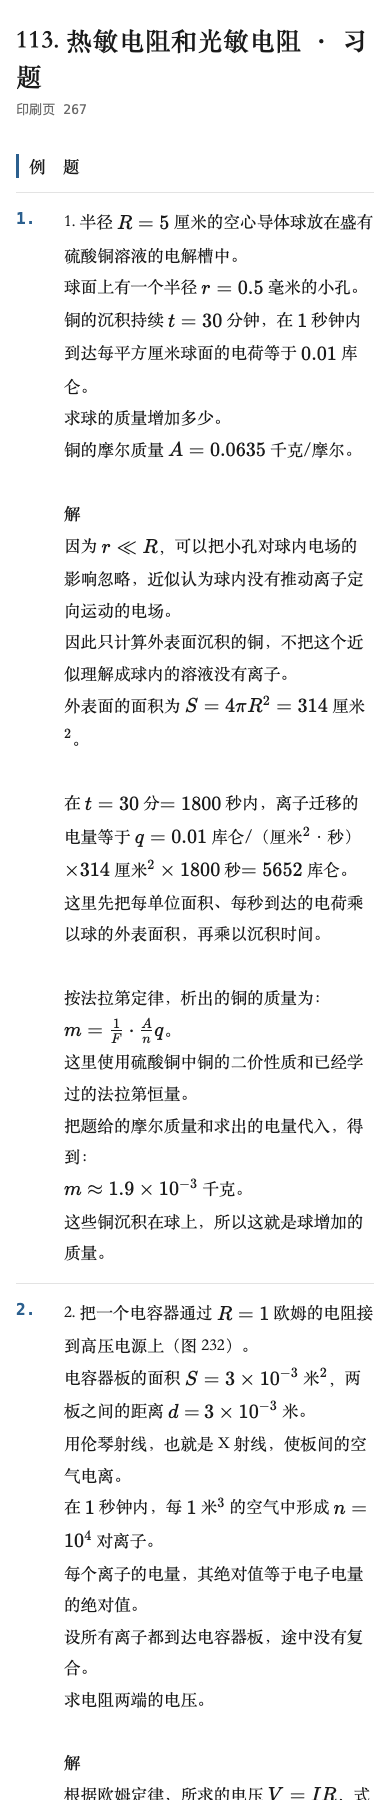 113. 热敏电阻和光敏电阻 · 习
题
印刷页 267
例 题
1. 1. 半径 R = 5 厘米的空心导体球放在盛有
硫酸铜溶液的电解槽中。
球面上有一个半径 r = 0.5 毫米的小孔。
铜的沉积持续 t = 30 分钟，在 1 秒钟内
到达每平方厘米球面的电荷等于 0.01 库
仑。
求球的质量增加多少。
铜的摩尔质量 A = 0.0635 千克/摩尔。
解
因为 r ≪ R，可以把小孔对球内电场的
影响忽略，近似认为球内没有推动离子定
向运动的电场。
因此只计算外表面沉积的铜，不把这个近
似理解成球内的溶液没有离子。
外表面的面积为 S = 4πR² = 314 厘米
²。
在 t = 30 分= 1800 秒内，离子迁移的
电量等于 q = 0.01 库仑/（厘米² · 秒）
×314 厘米² × 1800 秒= 5652 库仑。
这里先把每单位面积、每秒到达的电荷乘
以球的外表面积，再乘以沉积时间。
按法拉第定律，析出的铜的质量为：
m = 1/F · A/n q。
这里使用硫酸铜中铜的二价性质和已经学
过的法拉第恒量。
把题给的摩尔质量和求出的电量代入，得
到：
m ≈ 1.9 × 10⁻³ 千克。
这些铜沉积在球上，所以这就是球增加的
质量。
2. 2. 把一个电容器通过 R = 1 欧姆的电阻接
到高压电源上（图 232）。
电容器板的面积 S = 3 × 10⁻³ 米²，两
板之间的距离 d = 3 × 10⁻³ 米。
用伦琴射线，也就是 X 射线，使板间的空
气电离。
在 1 秒钟内，每 1 米³ 的空气中形成 n =
10⁴ 对离子。
每个离子的电量，其绝对值等于电子电量
的绝对值。
设所有离子都到达电容器板，途中没有复
合。
求电阻两端的电压。
解
根据欧姆定律，所求的电压 V = IR，式